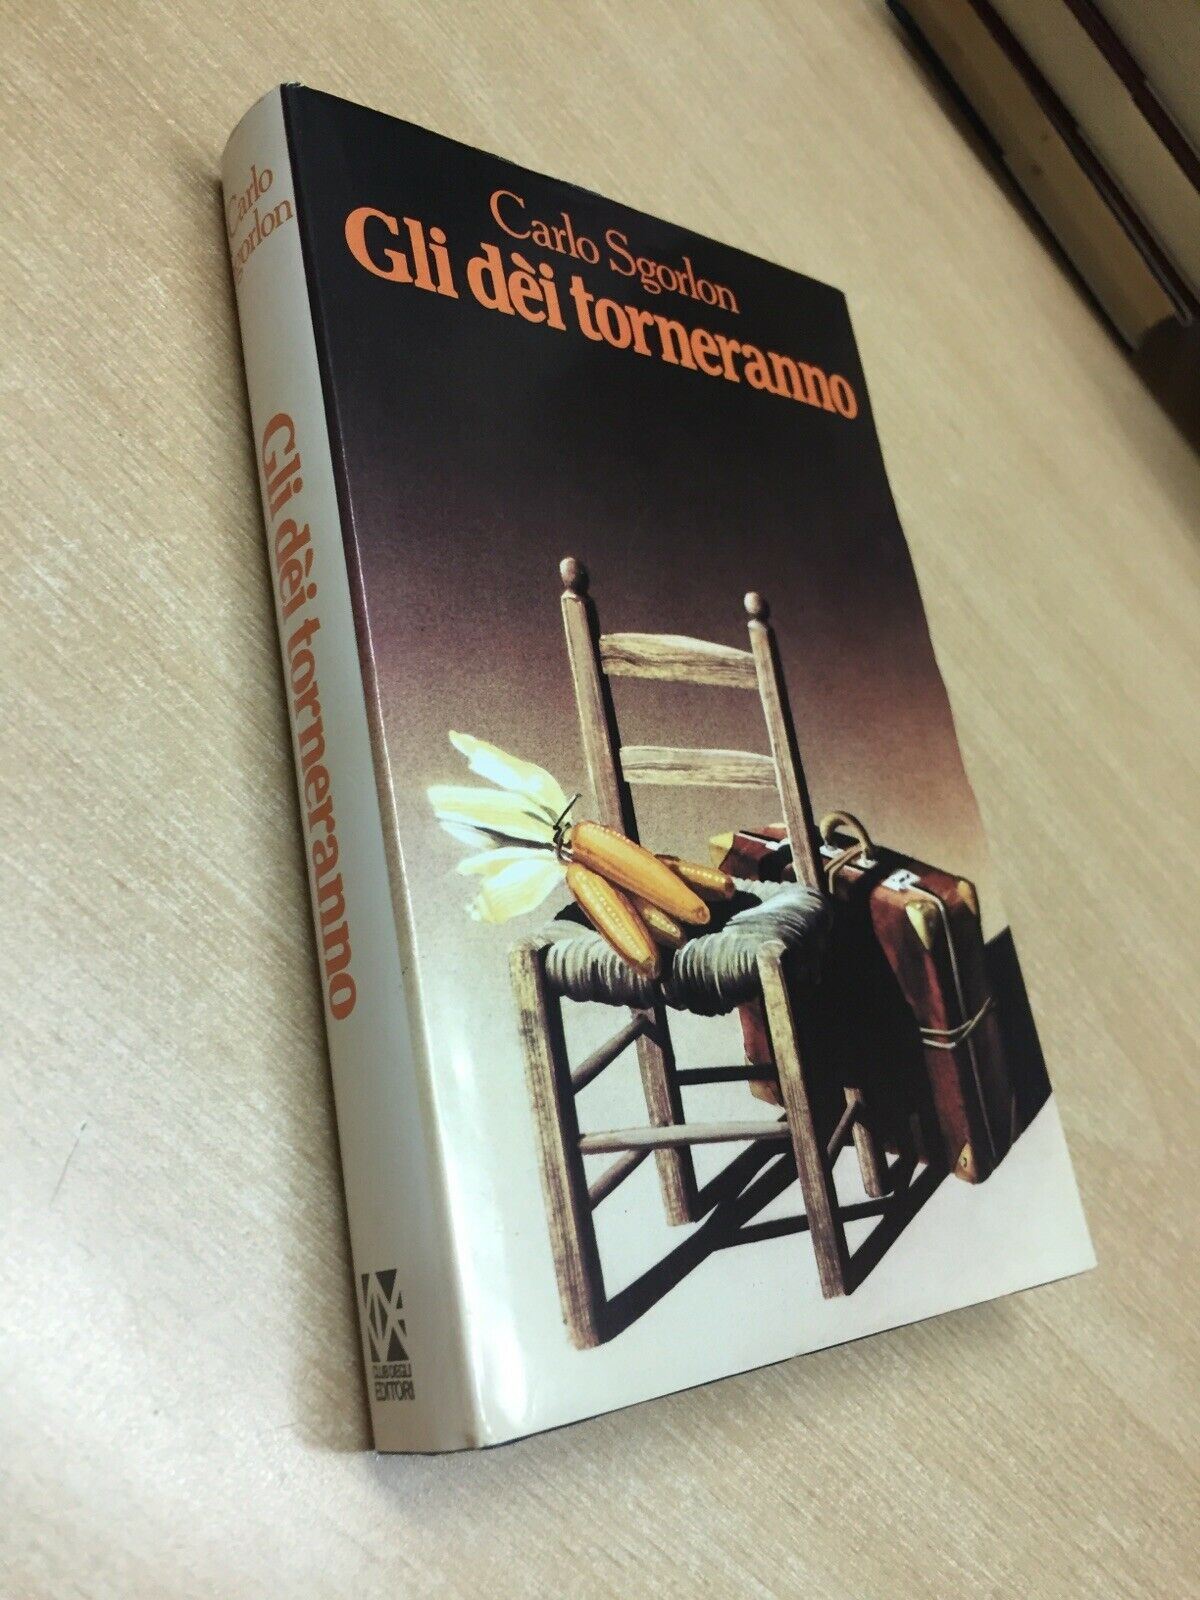 Carlo Sgorlon
Gli dèi torneranno
Carlo
Sgorlon
Gli dèi torneranno
CLUB DEGLI
EDITORI